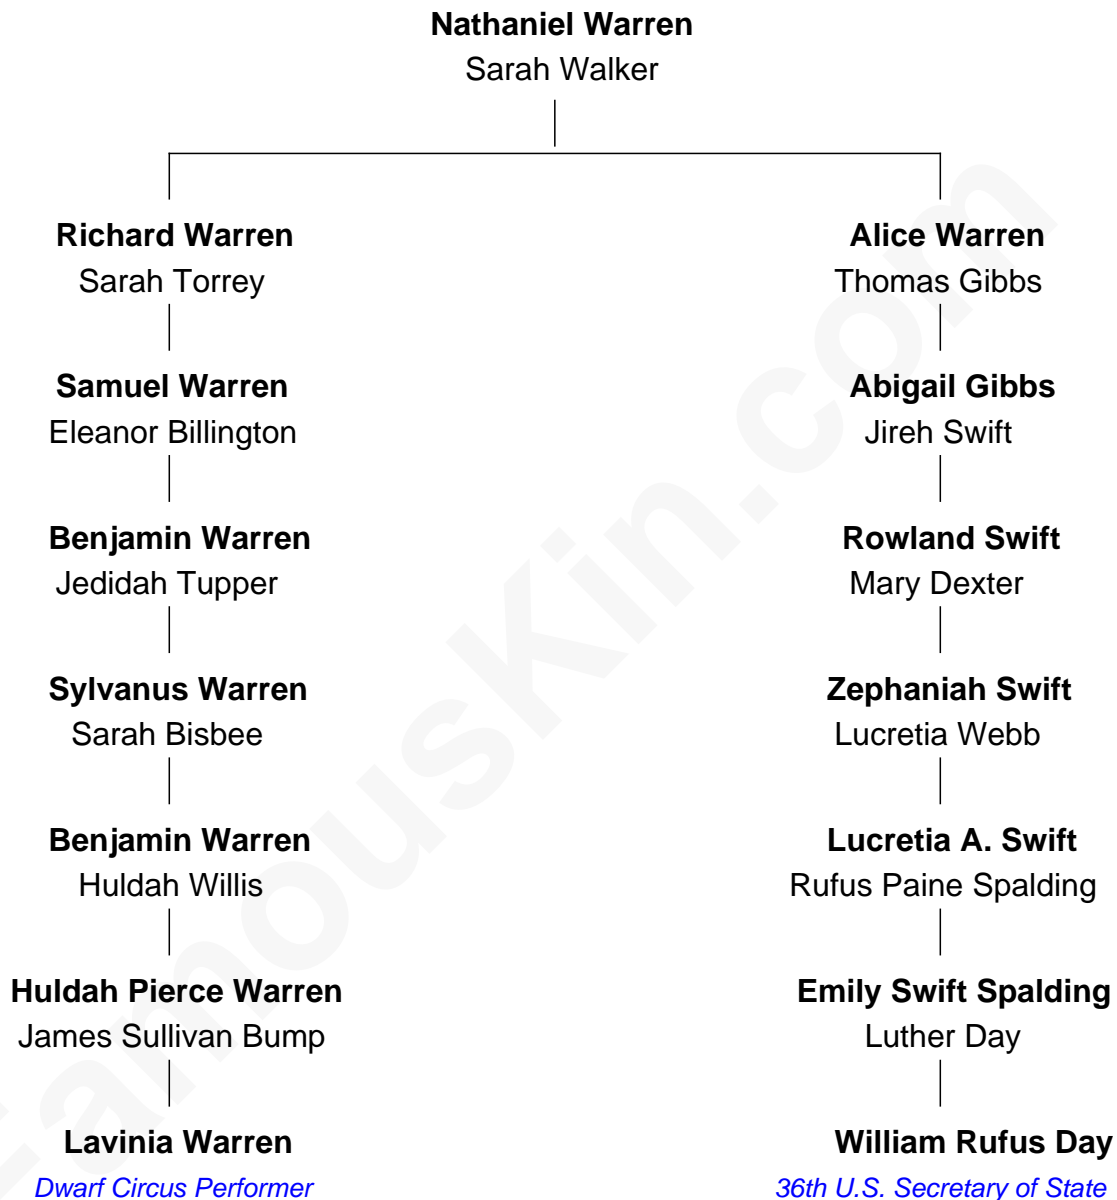 Nathaniel Warren
Sarah Walker
Richard Warren
Sarah Torrey
Samuel Warren
Eleanor Billington
Benjamin Warren
Jedidah Tupper
Sylvanus Warren
Sarah Bisbee
Benjamin Warren
Huldah Willis
Huldah Pierce Warren
James Sullivan Bump
Lavinia Warren
Dwarf Circus Performer
Alice Warren
Thomas Gibbs
Abigail Gibbs
Jireh Swift
Rowland Swift
Mary Dexter
Zephaniah Swift
Lucretia Webb
Lucretia A. Swift
Rufus Paine Spalding
Emily Swift Spalding
Luther Day
William Rufus Day
36th U.S. Secretary of State
FamousKin.com